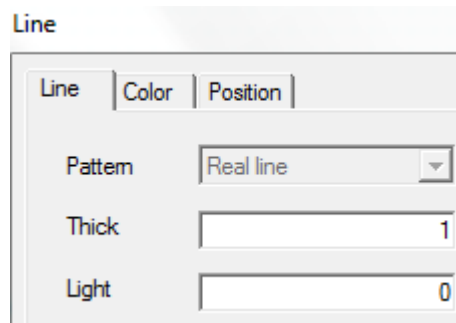 Line
Line Color Position
Pattern Real line
Thick 1
Light 0